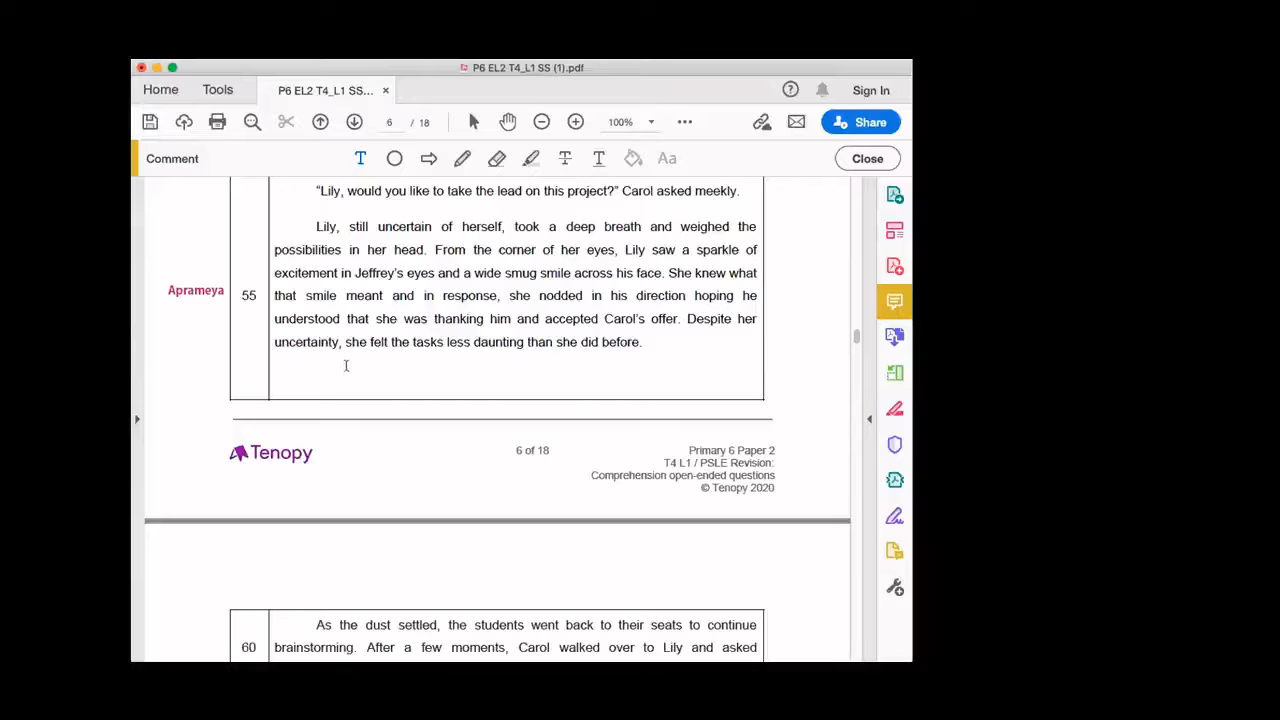 P6 EL2 T4_L1 SS (1).pdf
Home Tools P6 EL2 T4_L1 SS... × Sign In
6 / 18 100% Share
Comment Aa Close
“Lily, would you like to take the lead on this project?” Carol asked meekly.
Lily, still uncertain of herself, took a deep breath and weighed the
possibilities in her head. From the corner of her eyes, Lily saw a sparkle of
excitement in Jeffrey’s eyes and a wide smug smile across his face. She knew what
Aprameya 55 that smile meant and in response, she nodded in his direction hoping he
understood that she was thanking him and accepted Carol’s offer. Despite her
uncertainty, she felt the tasks less daunting than she did before.
Tenopy
6 of 18
Primary 6 Paper 2
T4 L1 / PSLE Revision:
Comprehension open-ended questions
© Tenopy 2020
As the dust settled, the students went back to their seats to continue
60 brainstorming. After a few moments, Carol walked over to Lily and asked